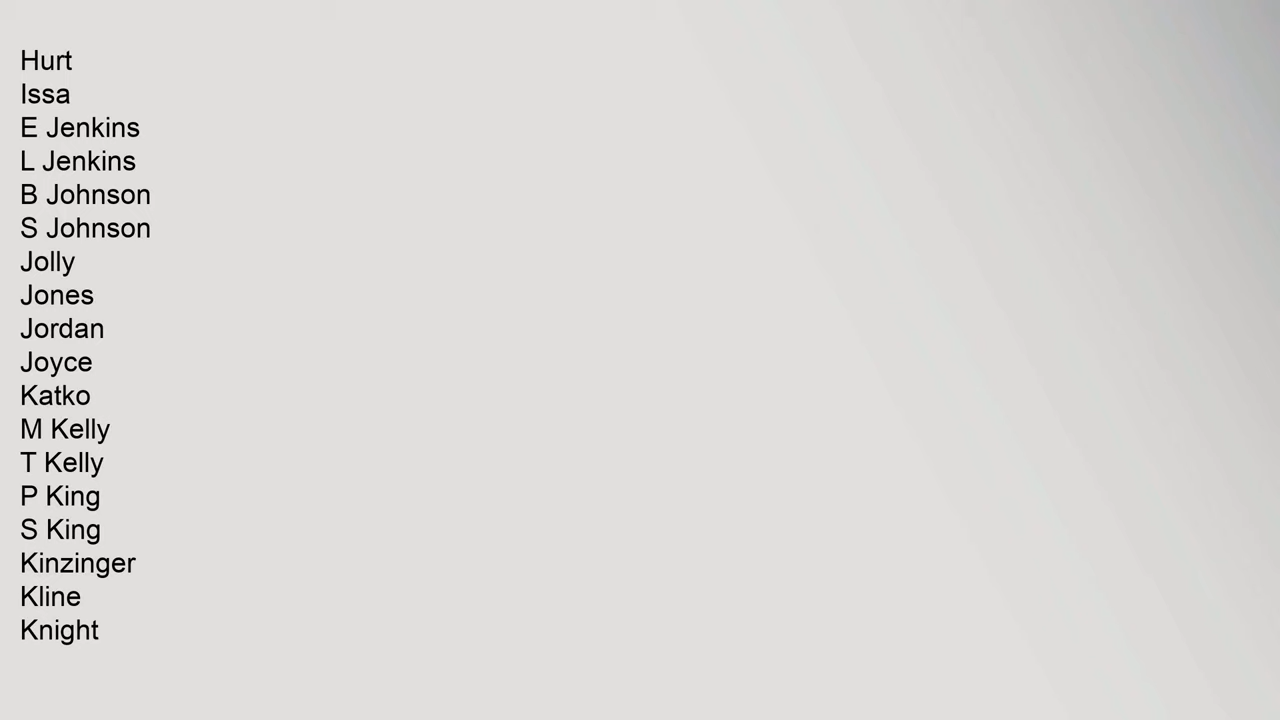 Hurt
Issa
E Jenkins
L Jenkins
B Johnson
S Johnson
Jolly
Jones
Jordan
Joyce
Katko
M Kelly
T Kelly
P King
S King
Kinzinger
Kline
Knight